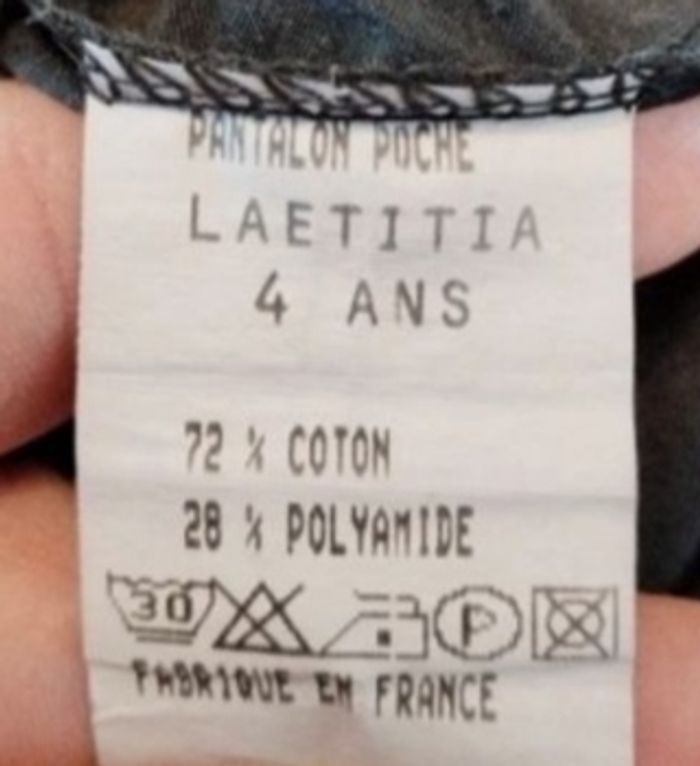 PANTALON POCHE
LAETITIA
4 ANS
72 % COTON
28 % POLYAMIDE
30 P
FABRIQUE EN FRANCE